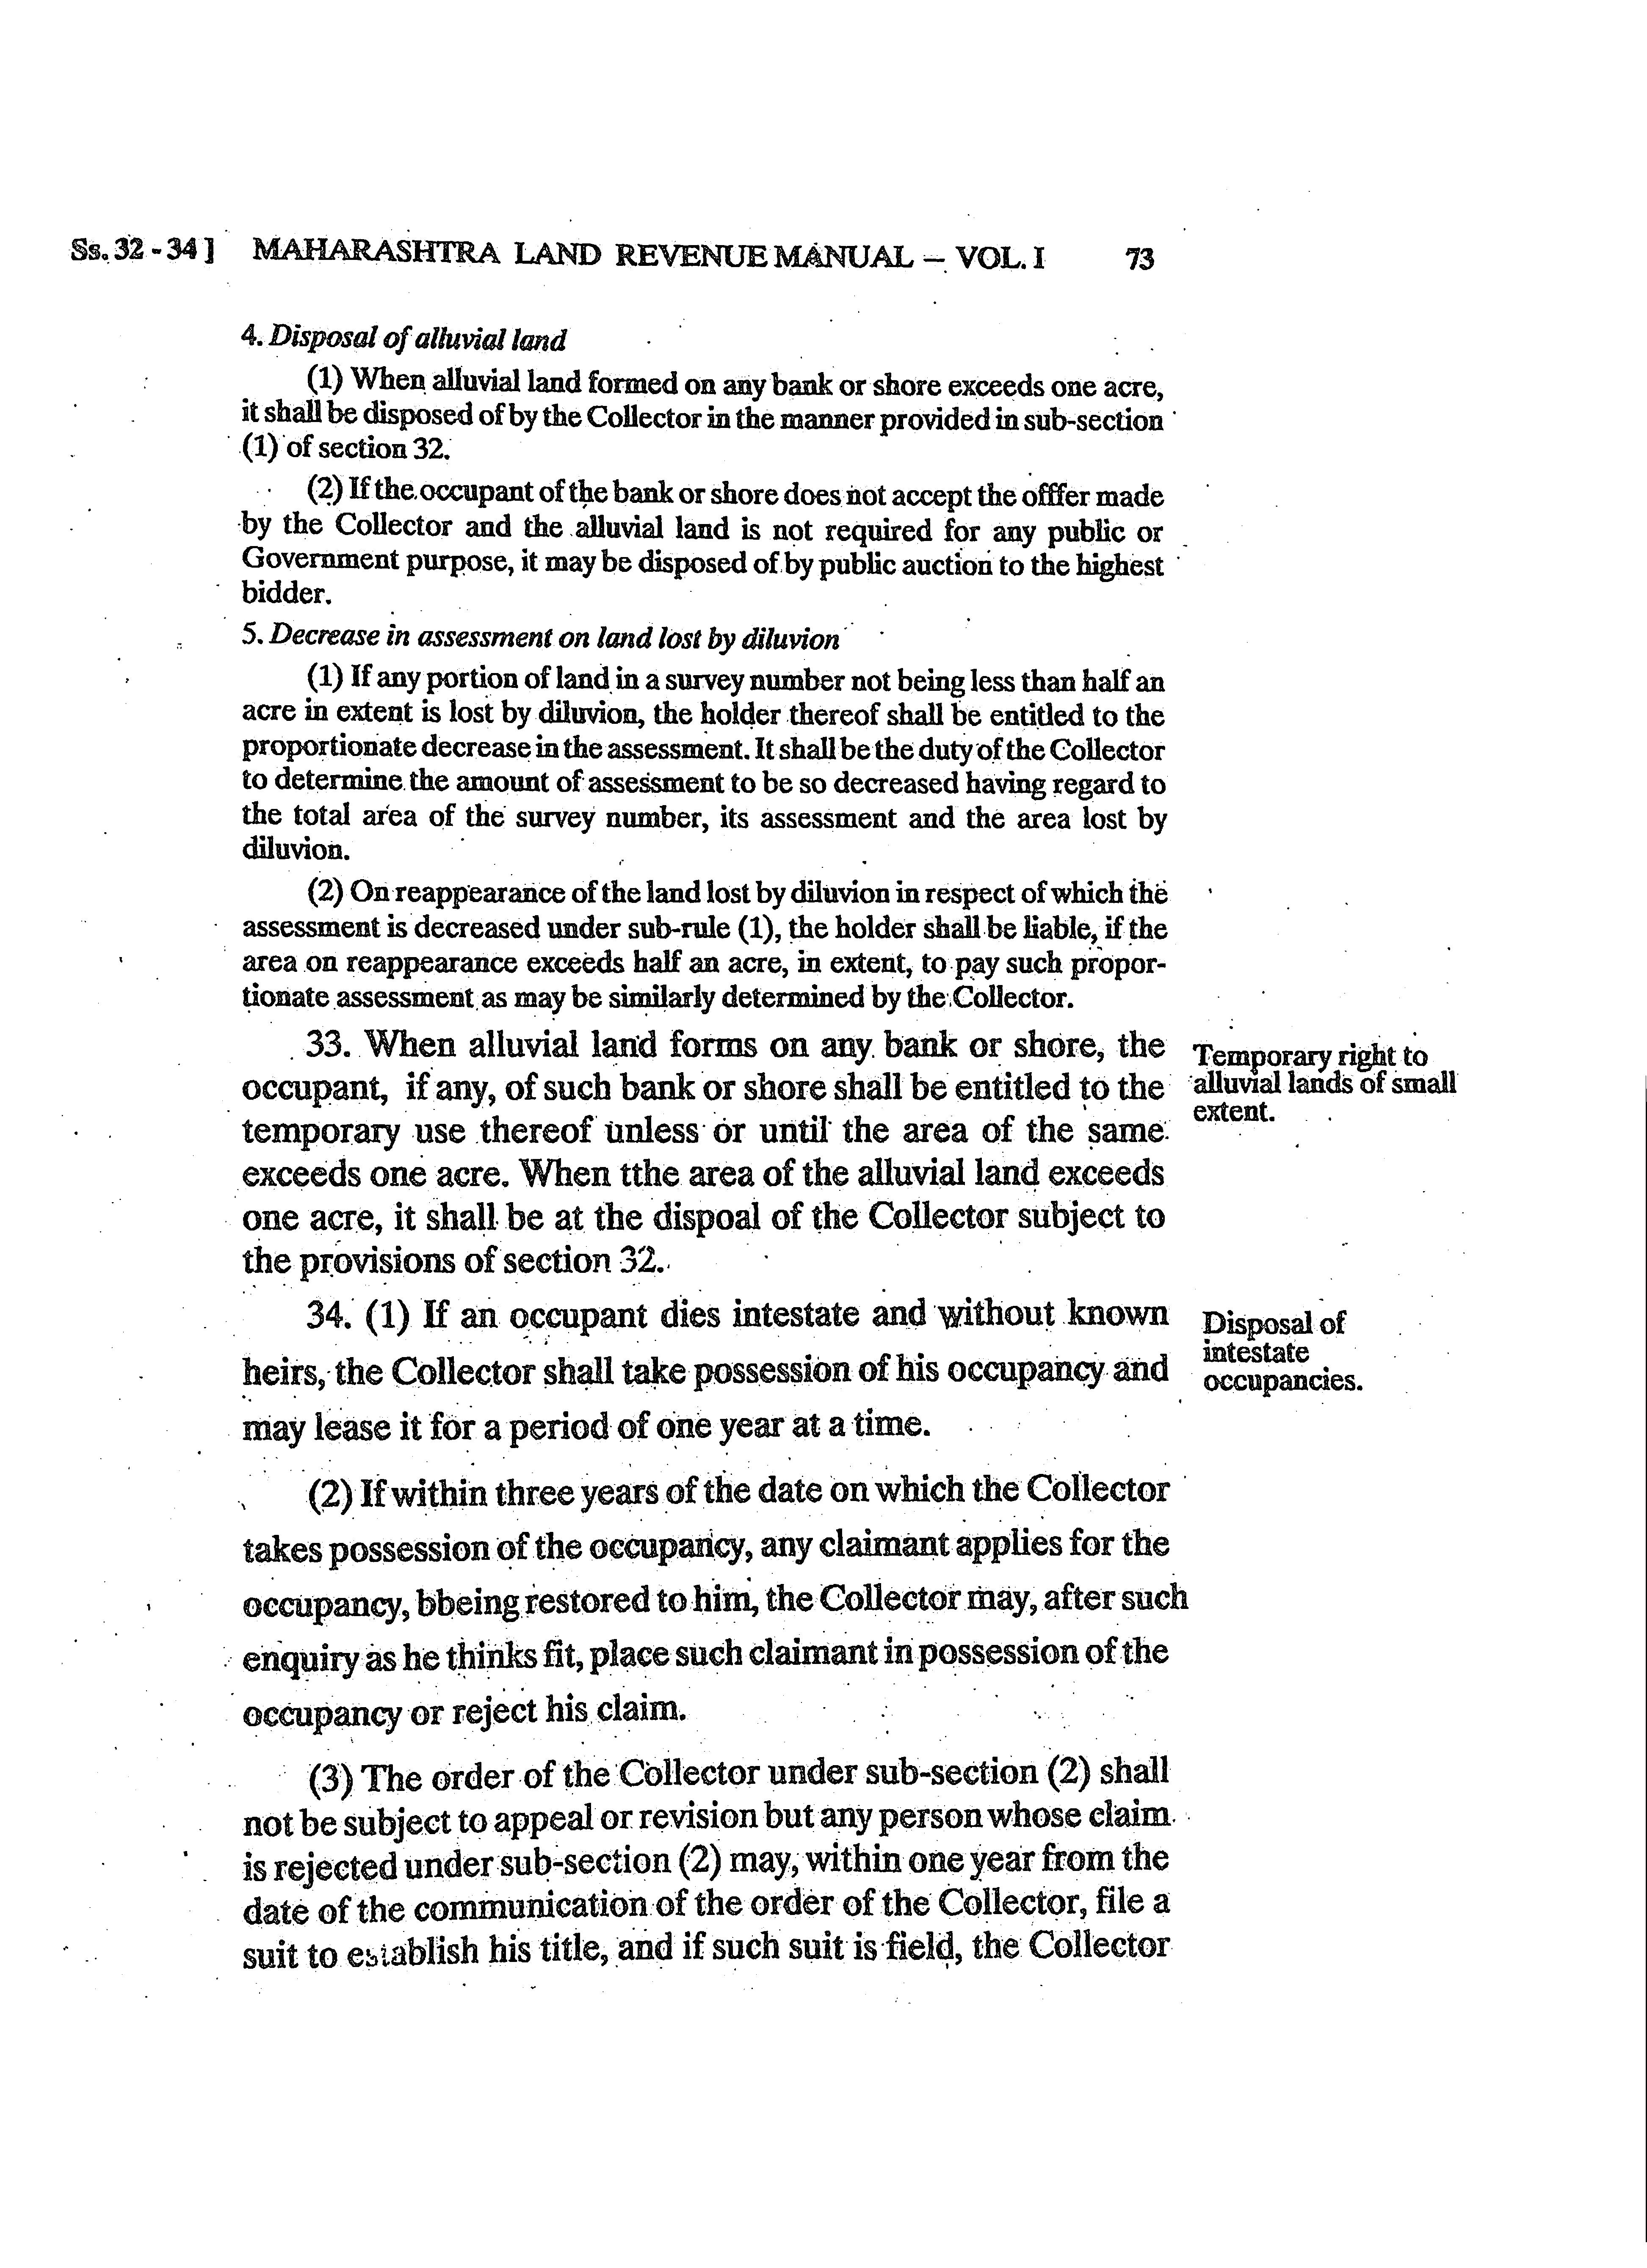 Ss. 32 - 34 ] MAHARASHTRA LAND REVENUE MANUAL – VOL. I 73
4. Disposal of alluvial land
(1) When alluvial land formed on any bank or shore exceeds one acre,
it shall be disposed of by the Collector in the manner provided in sub-section
(1) of section 32.
(2) If the occupant of the bank or shore does not accept the offfer made
by the Collector and the alluvial land is not required for any public or
Government purpose, it may be disposed of by public auction to the highest
bidder.
5. Decrease in assessment on land lost by diluvion
(1) If any portion of land in a survey number not being less than half an
acre in extent is lost by diluvion, the holder thereof shall be entitled to the
proportionate decrease in the assessment. It shall be the duty of the Collector
to determine the amount of assessment to be so decreased having regard to
the total area of the survey number, its assessment and the area lost by
diluvion.
(2) On reappearance of the land lost by diluvion in respect of which the
assessment is decreased under sub-rule (1), the holder shall be liable, if the
area on reappearance exceeds half an acre, in extent, to pay such propor-
tionate assessment as may be similarly determined by the Collector.
33. When alluvial land forms on any bank or shore, the
occupant, if any, of such bank or shore shall be entitled to the
temporary use thereof unless or until the area of the same
exceeds one acre. When tthe area of the alluvial land exceeds
one acre, it shall be at the dispoal of the Collector subject to
the provisions of section 32.
Temporary right to
alluvial lands of small
extent.
34. (1) If an occupant dies intestate and without known
heirs, the Collector shall take possession of his occupancy and
may lease it for a period of one year at a time.
Disposal of
intestate
occupancies.
(2) If within three years of the date on which the Collector
takes possession of the occupancy, any claimant applies for the
occupancy, bbeing restored to him, the Collector may, after such
enquiry as he thinks fit, place such claimant in possession of the
occupancy or reject his claim.
(3) The order of the Collector under sub-section (2) shall
not be subject to appeal or revision but any person whose claim
is rejected under sub-section (2) may, within one year from the
date of the communication of the order of the Collector, file a
suit to establish his title, and if such suit is field, the Collector